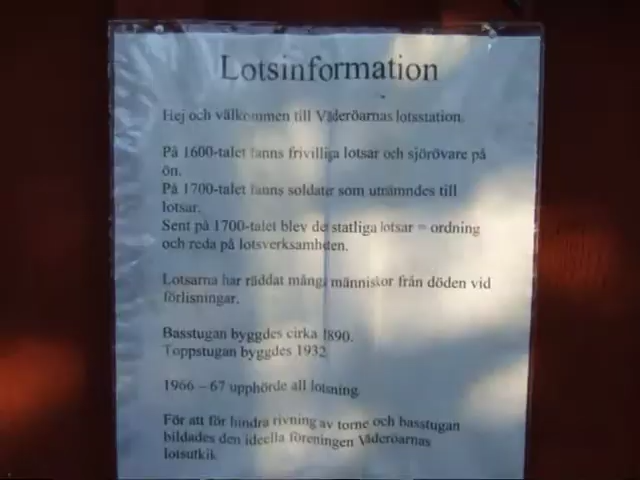 Lotsinformation
Hej och välkommen till Väderöarnas lotsstation.
På 1600-talet fanns frivilliga lotsar och sjörövare på
ön.
På 1700-talet fanns soldater som utnämndes till
lotsar.
Sent på 1700-talet blev de statliga lotsar = ordning
och reda på lotsverksamheten.
Lotsarna har räddat många människor från döden vid
förlisningar.
Basstugan byggdes cirka 1890.
Toppstugan byggdes 1932
1966 – 67 upphörde all lotsning.
För att för hindra rivning av torne och basstugan
bildades den ideella föreningen Väderöarnas
lotsutkik